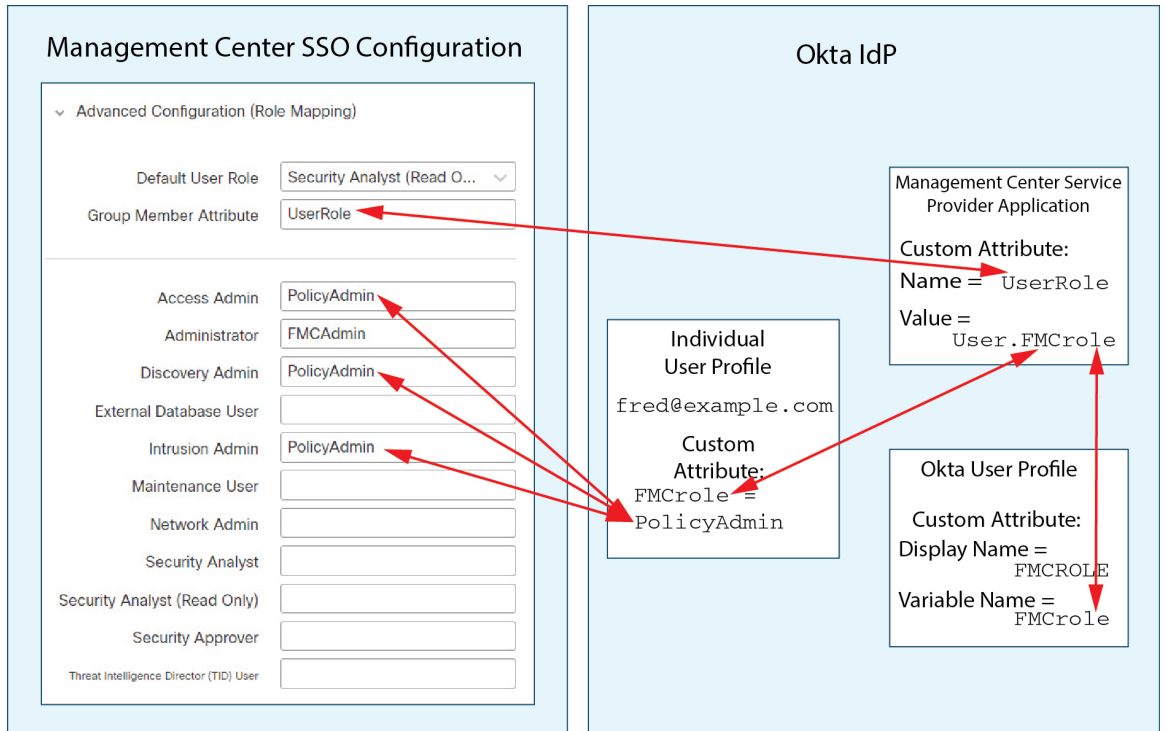 Management Center SSO Configuration
Advanced Configuration (Role Mapping)
Default User Role Security Analyst (Read O...
Group Member Attribute UserRole
Access Admin PolicyAdmin
Administrator FMCAdmin
Discovery Admin PolicyAdmin
External Database User
Intrusion Admin PolicyAdmin
Maintenance User
Network Admin
Security Analyst
Security Analyst (Read Only)
Security Approver
Threat Intelligence Director (TID) User
Okta IdP
Individual
User Profile
fred@example.com
Custom
Attribute:
FMCrole =
PolicyAdmin
Management Center Service
Provider Application
Custom Attribute:
Name = UserRole
Value =
User.FMCrole
Okta User Profile
Custom Attribute:
Display Name =
FMCROLE
Variable Name =
FMCrole